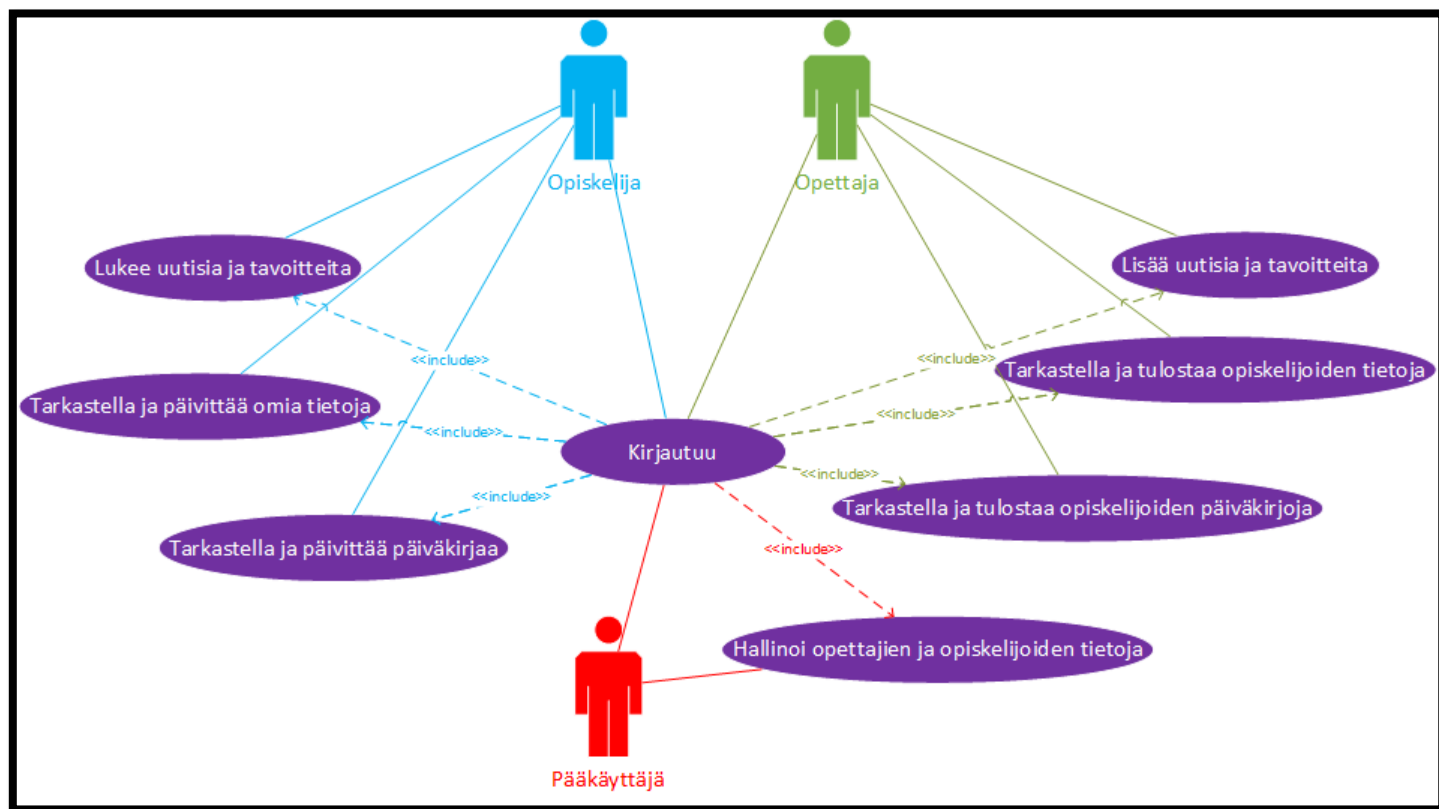 Opiskelija
Opettaja
Lukee uutisia ja tavoitteita
Lisää uutisia ja tavoitteita
<<include>>
<<include>>
Tarkastella ja tulostaa opiskelijoiden tietoja
Tarkastella ja päivittää omia tietoja
<<include>>
<<include>>
Kirjautuu
<<include>>
<<include>>
Tarkastella ja tulostaa opiskelijoiden päiväkirjoja
Tarkastella ja päivittää päiväkirjaa
<<include>>
Hallinoi opettajien ja opiskelijoiden tietoja
Pääkäyttäjä